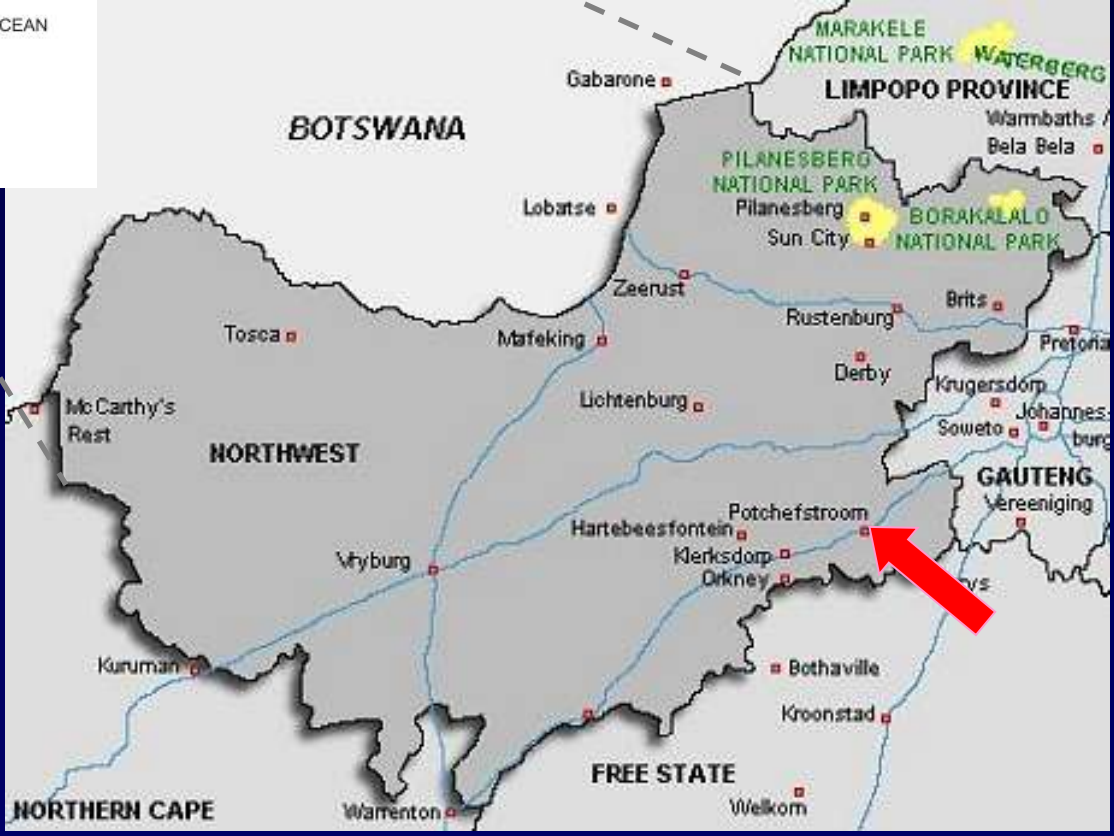 CEAN
MARAKELE
NATIONAL PARK
WATERBERG
Gabarone
LIMPOPO PROVINCE
Warmbaths /
Bela Bela
BOTSWANA
PILANESBERG
NATIONAL PARK
Pilanesberg
Sun City
BORAKALALO
NATIONAL PARK
Lobatse
Zeerust
Brits
Rustenburg
Tosca
Mafeking
Pretoria
Derby
Krugersdorp
Lichtenburg
McCarthy's
Rest
Johannes-
burg
Soweto
NORTHWEST
GAUTENG
Vereeniging
Potchefstroom
Hartebeesfontein
Klerksdorp
Orkney
Vryburg
rys
Kuruman
Bothaville
Kroonstad
FREE STATE
Welkom
NORTHERN CAPE
Warrenton